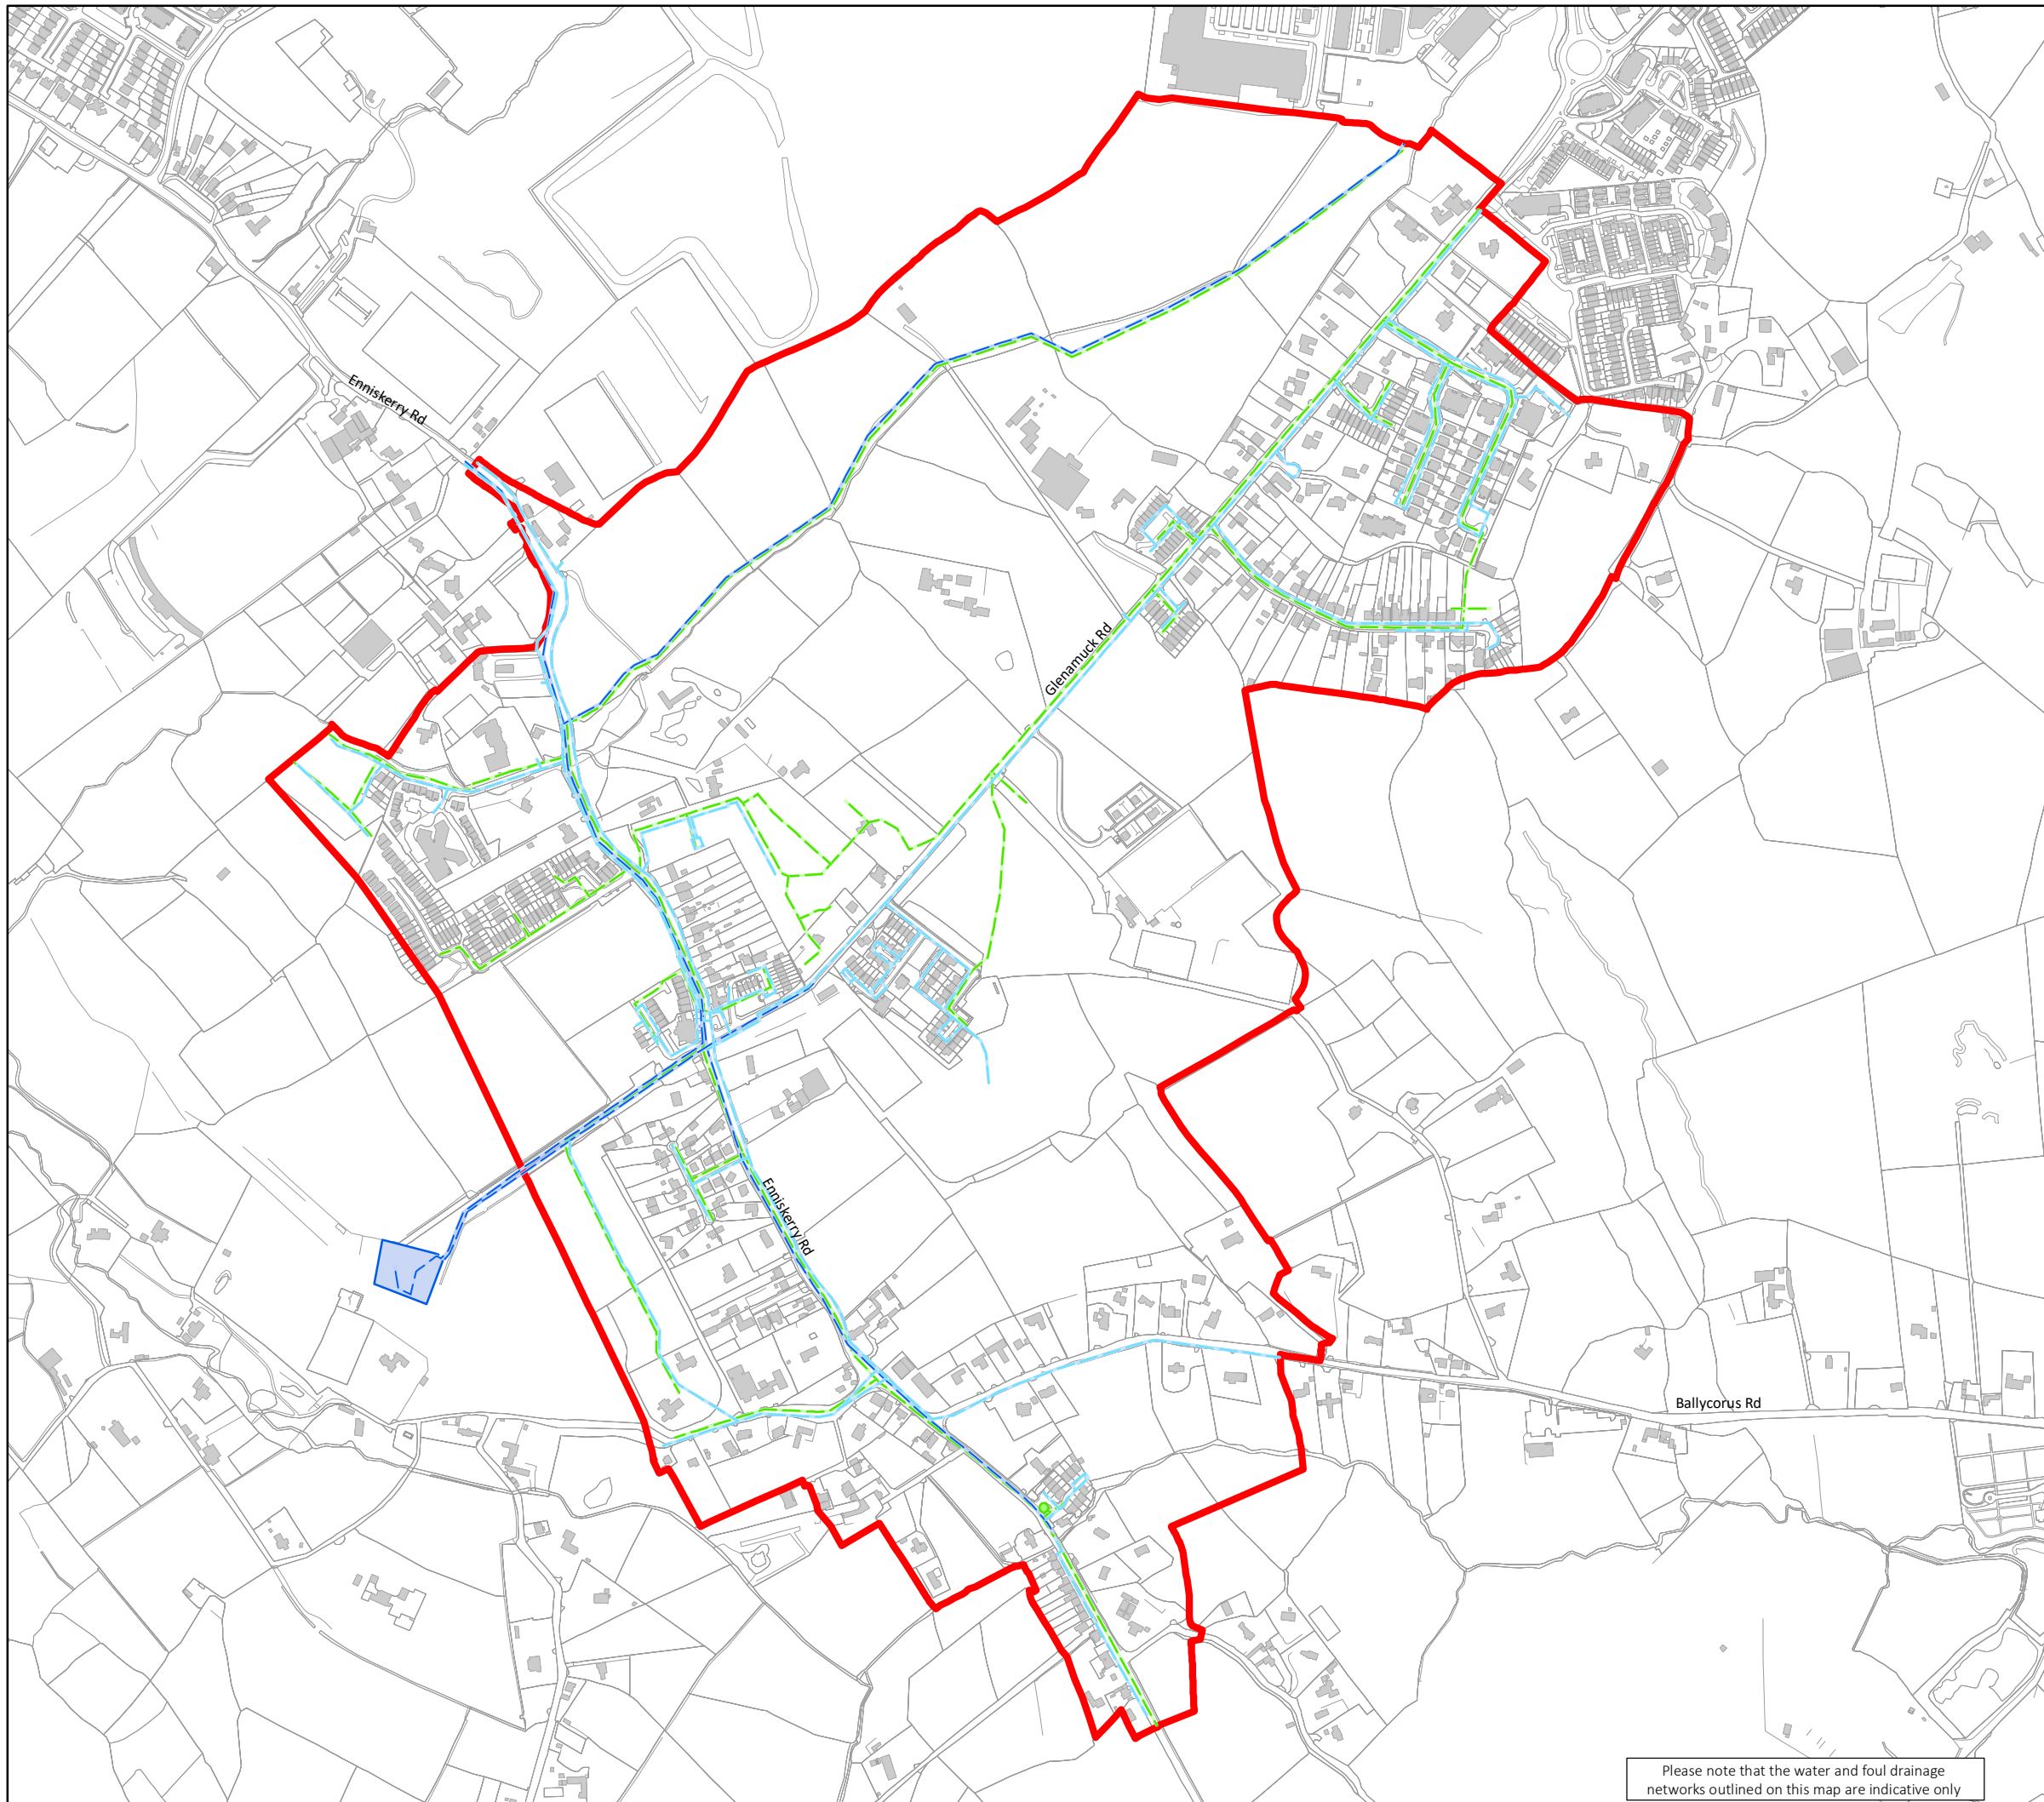 Enniskerry Rd
Glenamuck Rd
Enniskerry Rd
Ballycorus Rd
Please note that the water and foul drainage
networks outlined on this map are indicative only